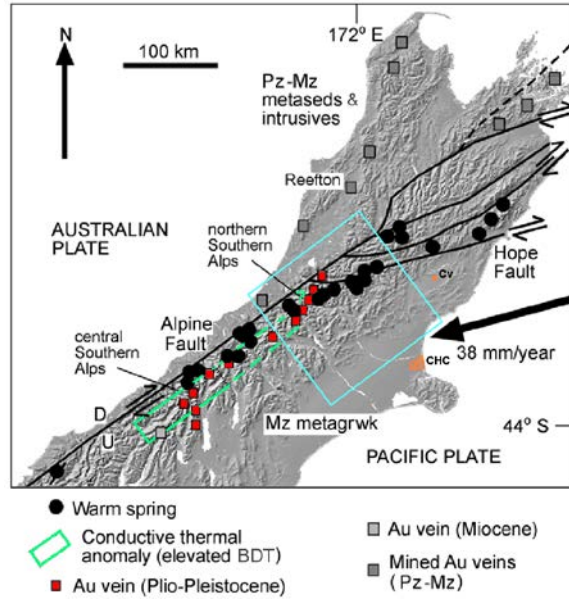 172° E
N
100 km
Pz-Mz
metaseds &
intrusives
Reefton
AUSTRALIAN
PLATE
northern
Southern
Alps
Cv
Hope
Fault
central
Southern
Alps
Alpine
Fault
38 mm/year
CHC
D
U
Mz metagrwk
44° S
PACIFIC PLATE
Warm spring
Conductive thermal
anomaly (elevated BDT)
Au vein (Plio-Pleistocene)
Au vein (Miocene)
Mined Au veins
(Pz-Mz)